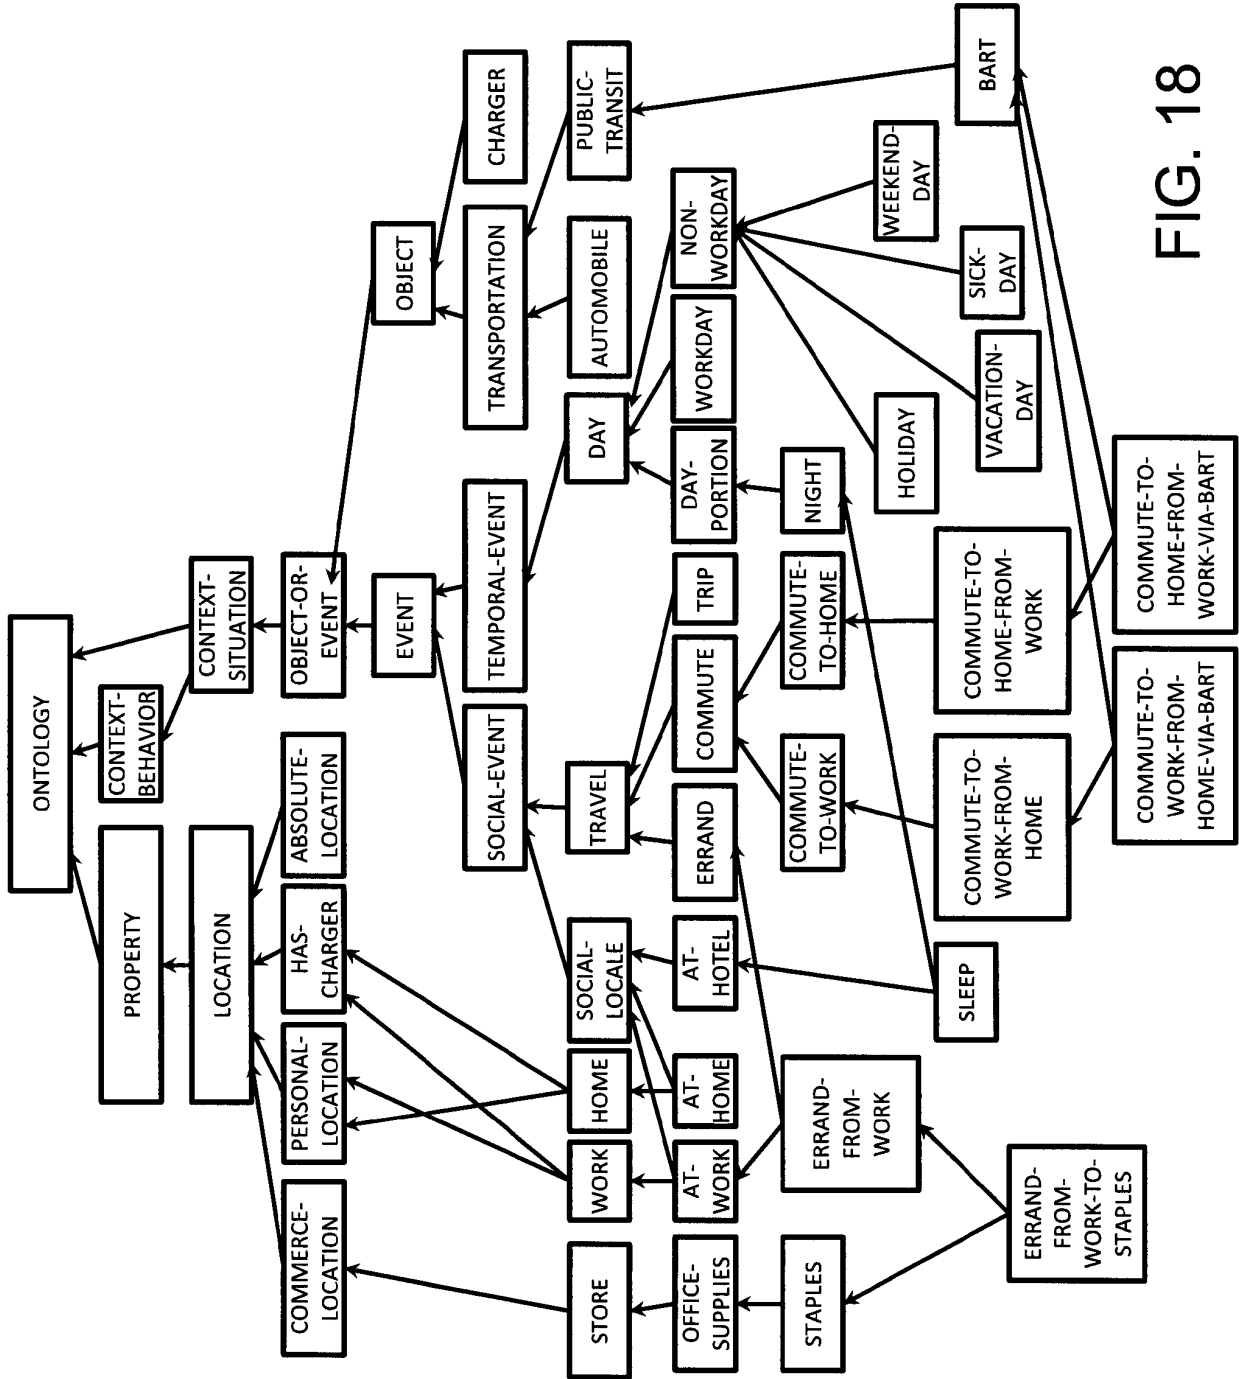 ONTOLOGY
PROPERTY
CONTEXT-
BEHAVIOR
CONTEXT-
SITUATION
LOCATION
COMMERCE-
LOCATION
PERSONAL-
LOCATION
HAS-
CHARGER
ABSOLUTE-
LOCATION
OBJECT-OR-
EVENT
EVENT
OBJECT
SOCIAL-EVENT
TEMPORAL-EVENT
TRANSPORTATION
CHARGER
STORE
WORK
HOME
SOCIAL-
LOCALE
TRAVEL
DAY
AUTOMOBILE
PUBLIC-
TRANSIT
OFFICE-
SUPPLIES
AT-
WORK
AT-
HOME
AT-
HOTEL
ERRAND
COMMUTE
TRIP
DAY-
PORTION
WORKDAY
NON-
WORKDAY
STAPLES
ERRAND-
FROM-
WORK
COMMUTE-
TO-WORK
COMMUTE-
TO-HOME
NIGHT
HOLIDAY
WEEKEND-
DAY
SLEEP
COMMUTE-TO-
WORK-FROM-
HOME
COMMUTE-TO-
HOME-FROM-
WORK
VACATION-
DAY
SICK-
DAY
BART
ERRAND-
FROM-
WORK-TO-
STAPLES
COMMUTE-TO-
WORK-FROM-
HOME-VIA-BART
COMMUTE-TO-
HOME-FROM-
WORK-VIA-BART
FIG. 18